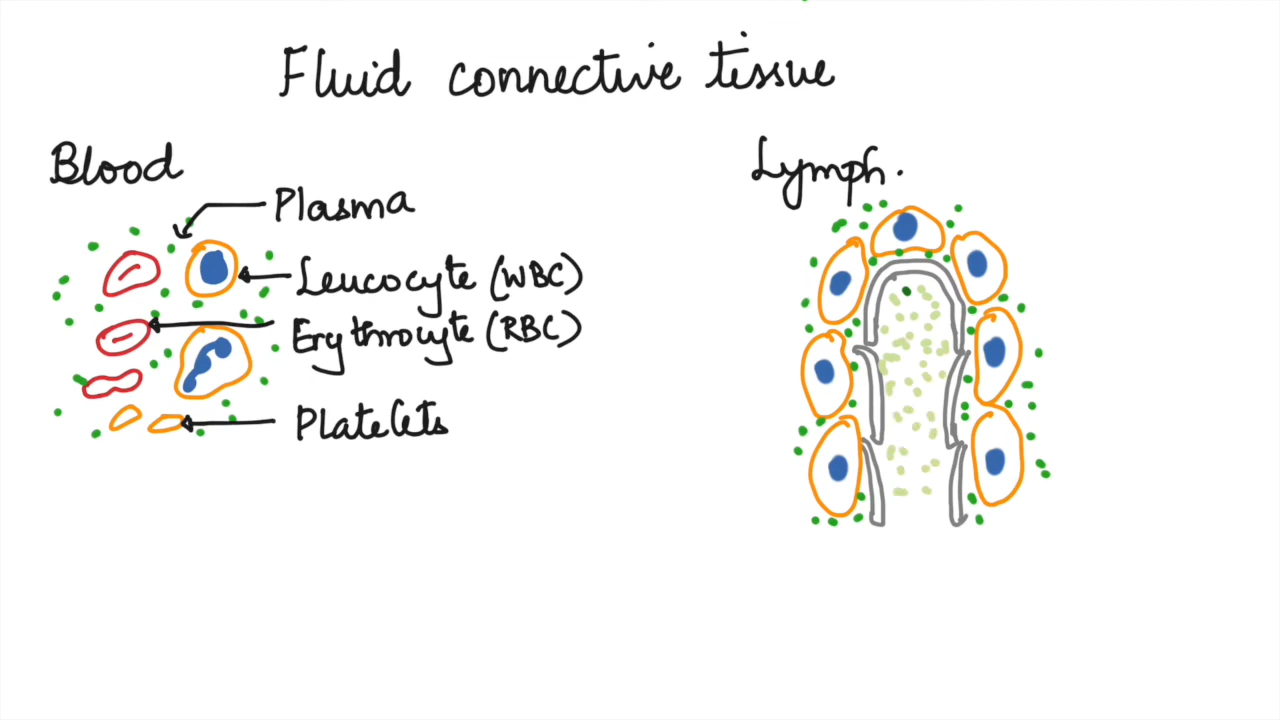 Fluid connective tissue
Blood
Plasma
Leucocyte (WBC)
Erythrocyte (RBC)
Platelets
Lymph.